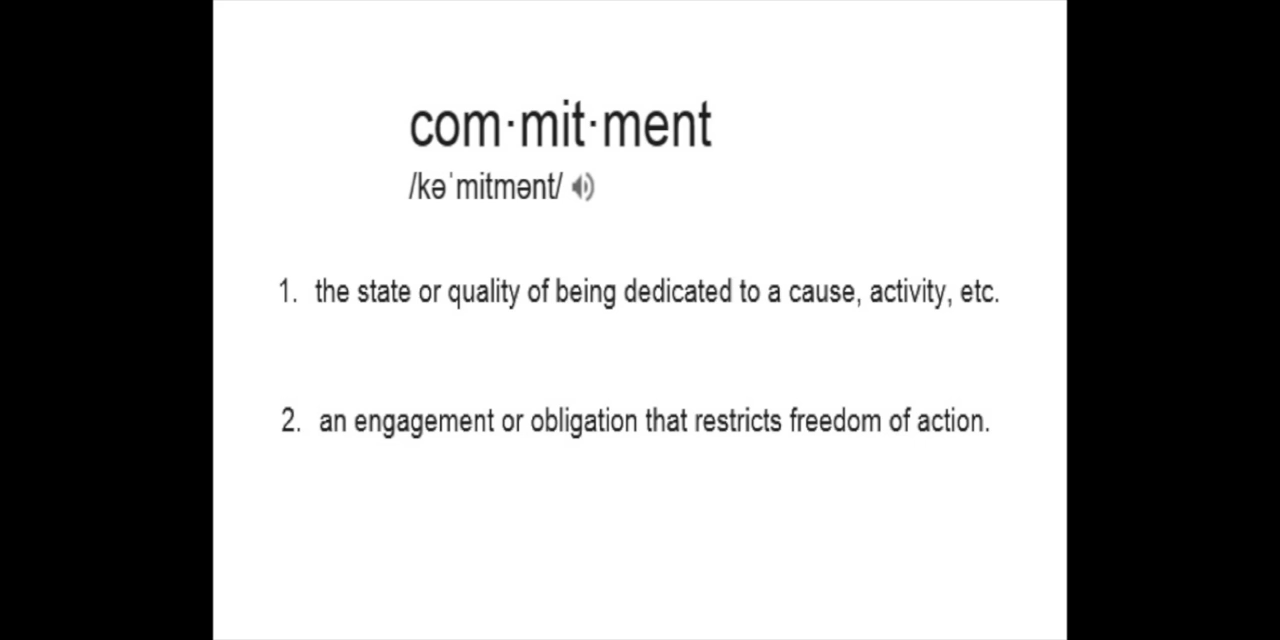 com·mit·ment
/kəˈmitmənt/
1. the state or quality of being dedicated to a cause, activity, etc.
2. an engagement or obligation that restricts freedom of action.